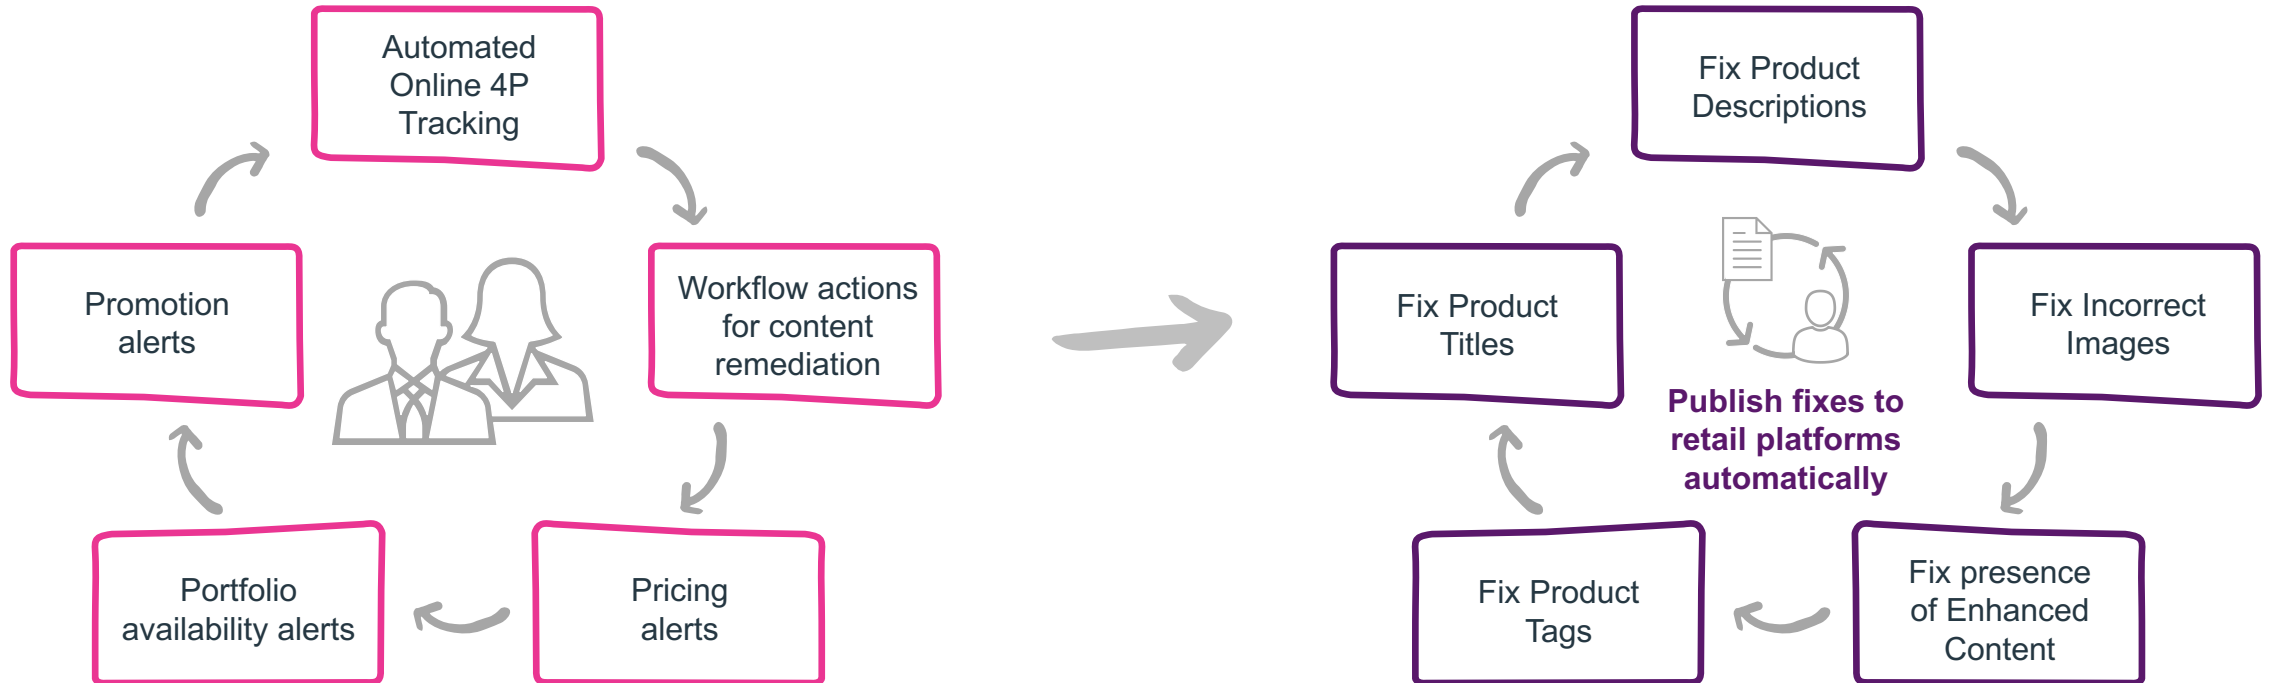 Automated
Online 4P
Tracking
Workflow actions
for content
remediation
Pricing
alerts
Portfolio
availability alerts
Promotion
alerts
Fix Product
Descriptions
Fix Incorrect
Images
Fix presence
of Enhanced
Content
Fix Product
Tags
Fix Product
Titles
Publish fixes to
retail platforms
automatically